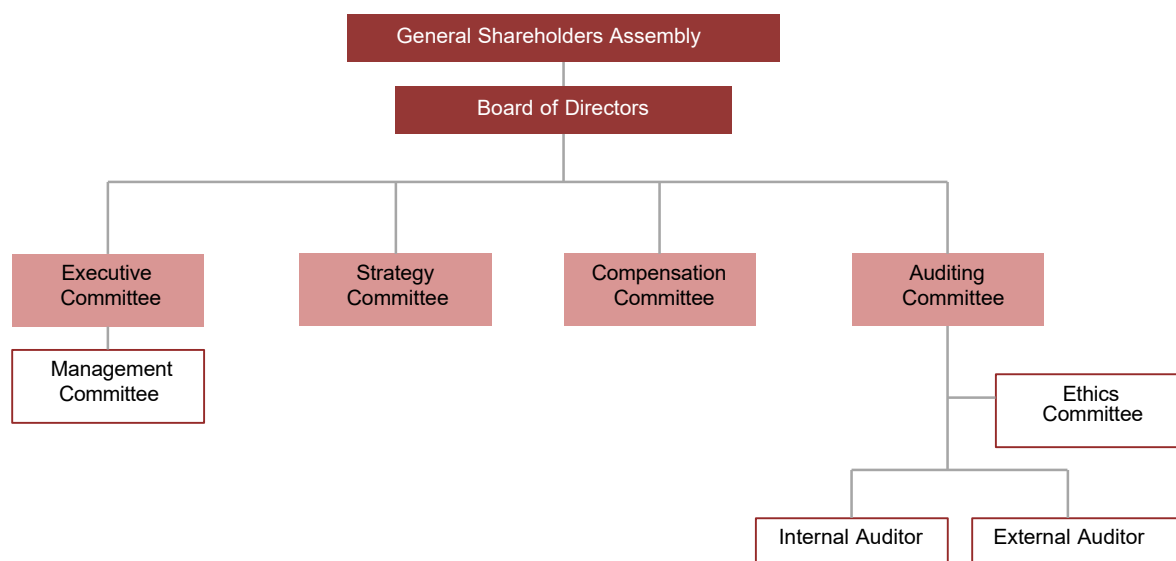 General Shareholders Assembly
Board of Directors
Executive
Committee
Strategy
Committee
Compensation
Committee
Auditing
Committee
Management
Committee
Ethics
Committee
Internal Auditor
External Auditor